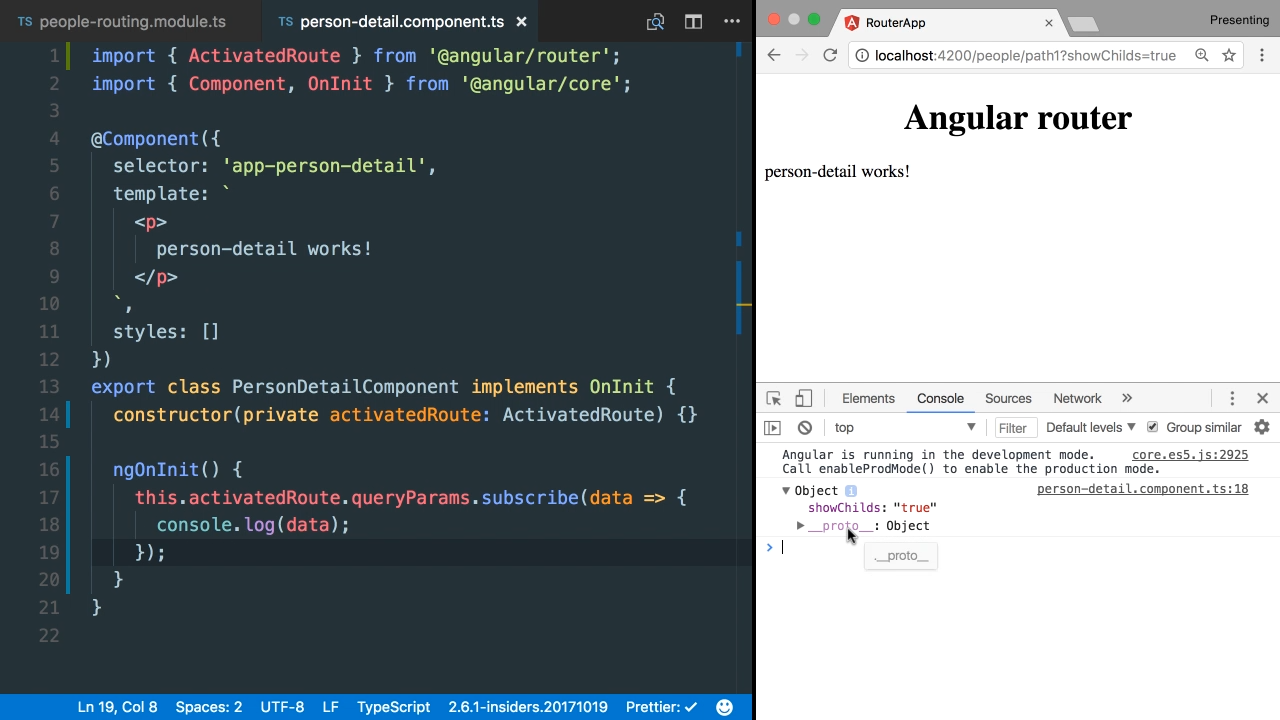 TS people-routing.module.ts TS person-detail.component.ts ×
1 import { ActivatedRoute } from '@angular/router';
2 import { Component, OnInit } from '@angular/core';
3
4 @Component({
5 selector: 'app-person-detail',
6 template: `
7 <p>
8 person-detail works!
9 </p>
10 `,
11 styles: []
12 })
13 export class PersonDetailComponent implements OnInit {
14 constructor(private activatedRoute: ActivatedRoute) {}
15
16 ngOnInit() {
17 this.activatedRoute.queryParams.subscribe(data => {
18 console.log(data);
19 });
20 }
21 }
22
Ln 19, Col 8 Spaces: 2 UTF-8 LF TypeScript 2.6.1-insiders.20171019 Prettier: ✓
RouterApp × Presenting
localhost:4200/people/path1?showChilds=true
Angular router
person-detail works!
Elements Console Sources Network »
top Filter Default levels ▼ Group similar
Angular is running in the development mode. core.es5.js:2925
Call enableProdMode() to enable the production mode.
▼ Object i person-detail.component.ts:18
showChilds: "true"
▶ __proto__: Object
>
.__proto__